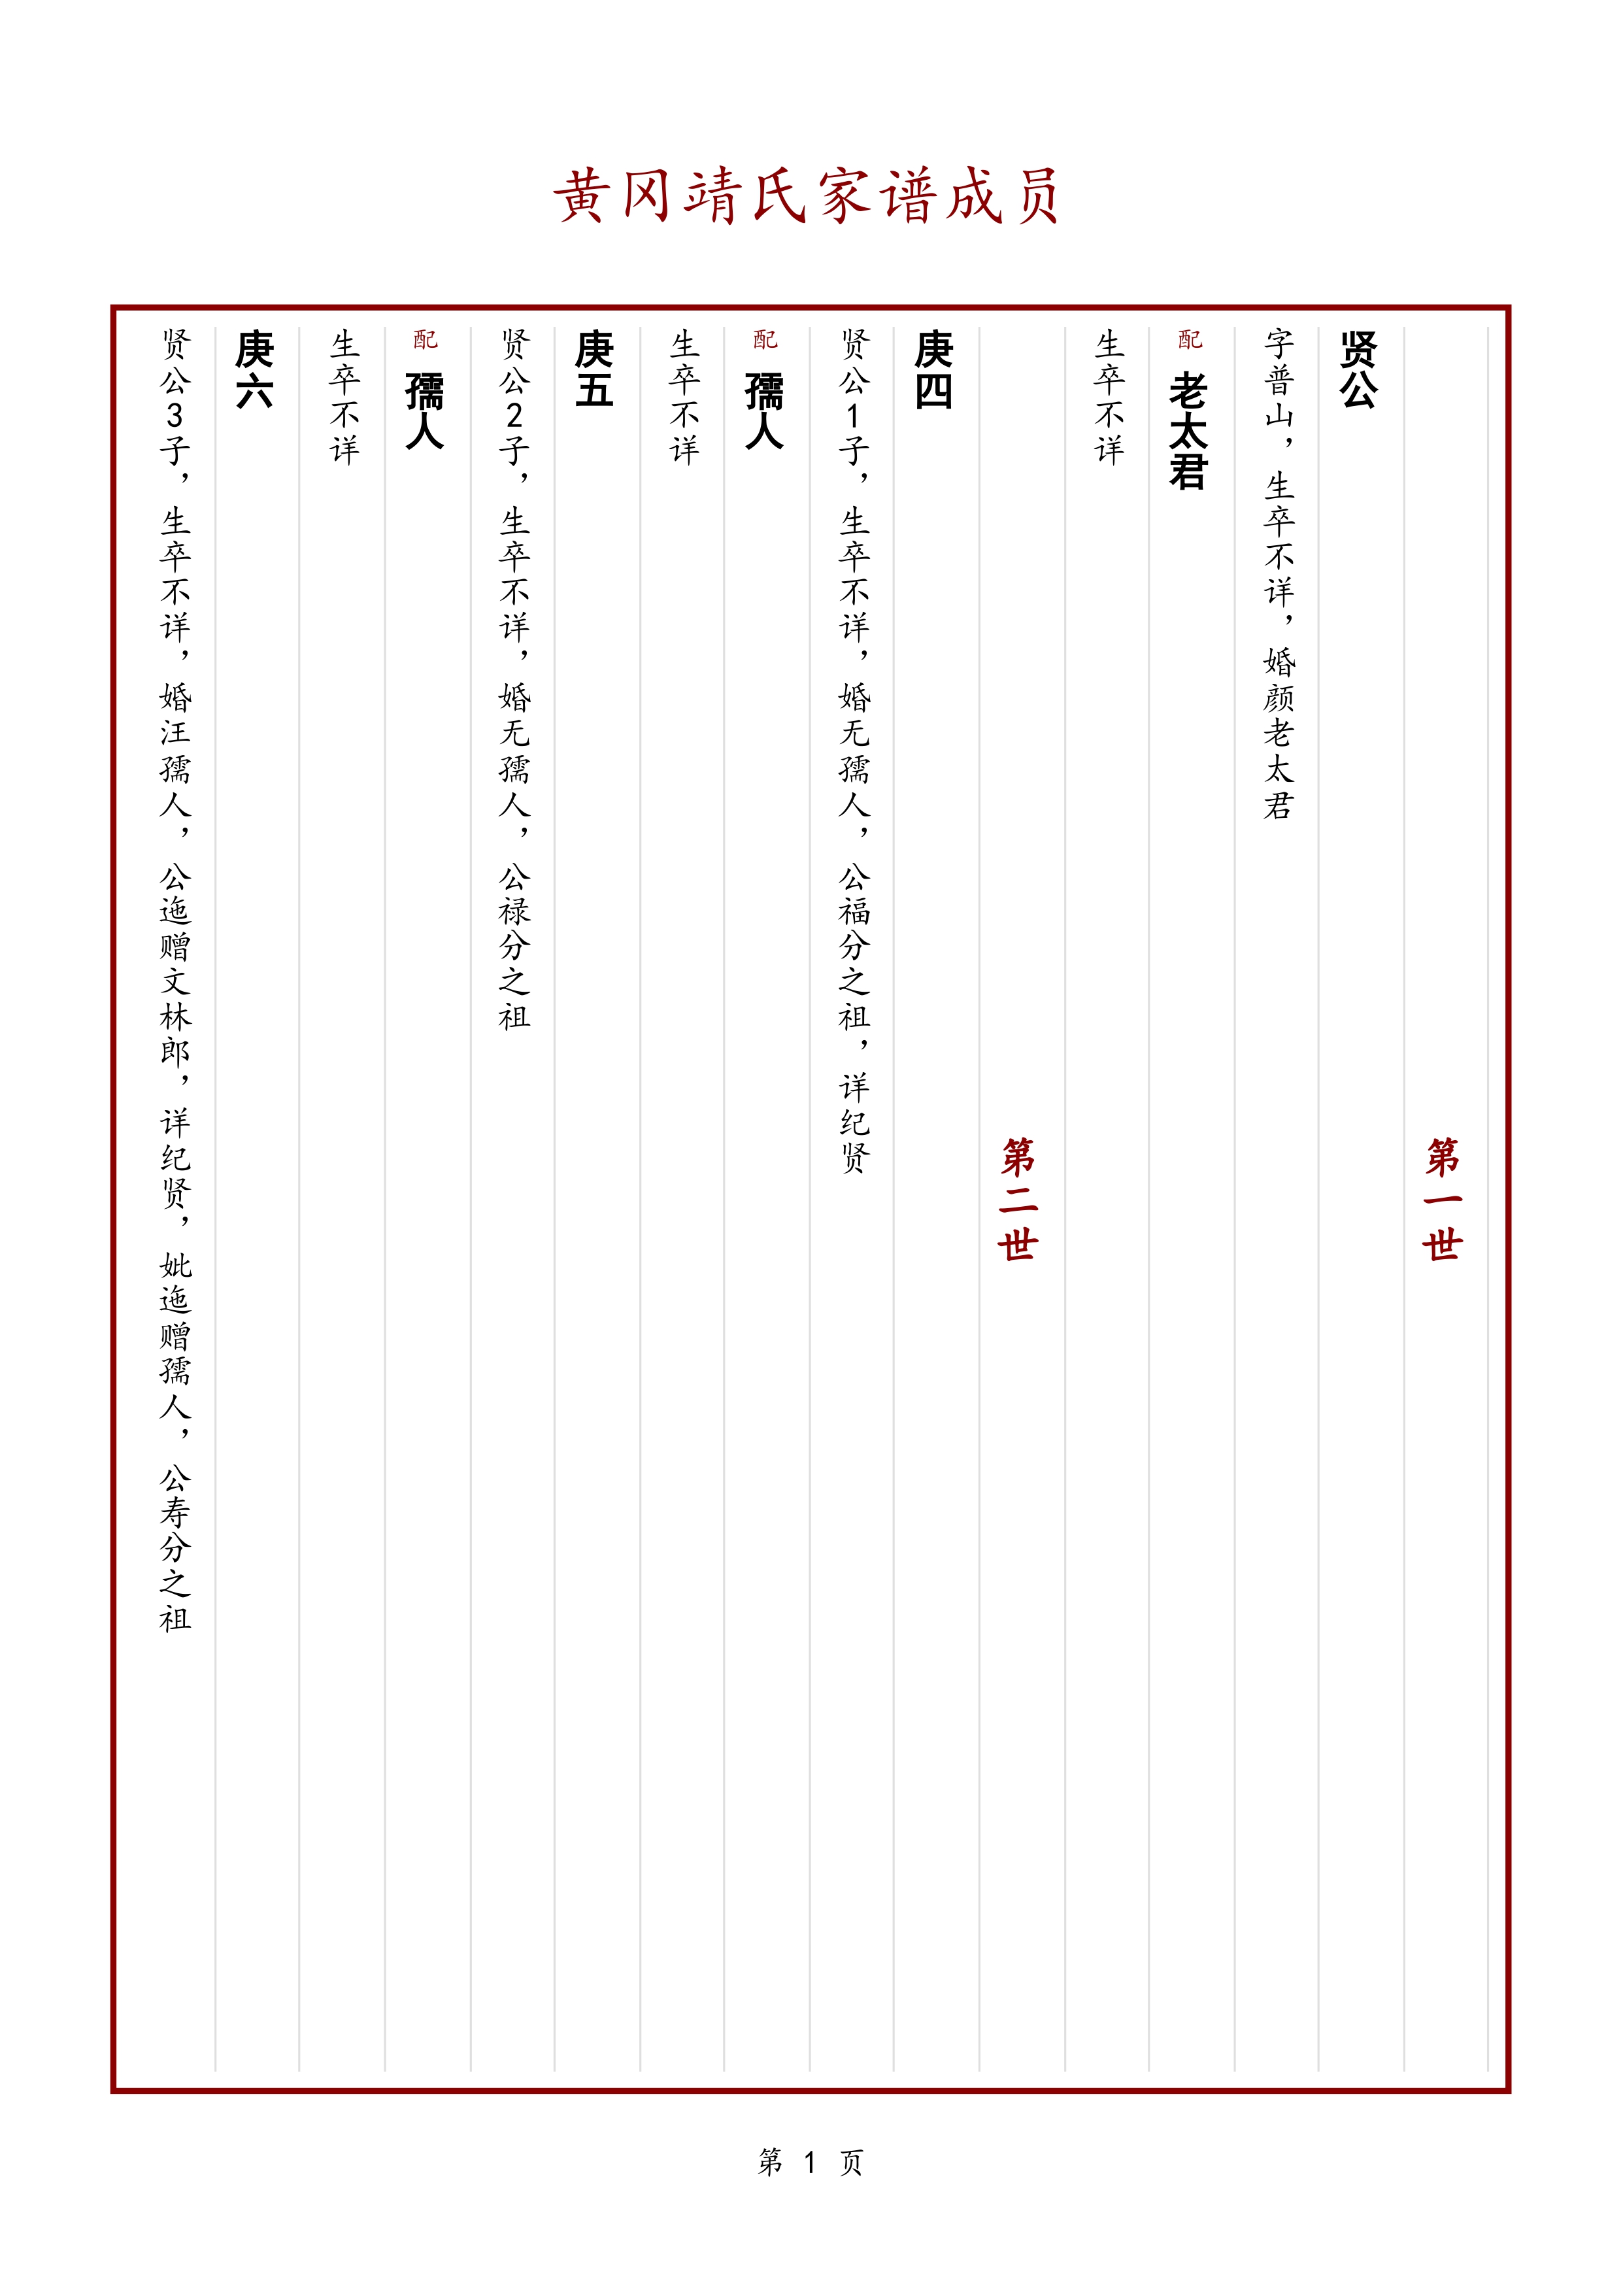 黄冈靖氏家谱成员
第一世
贤公
字普山，生卒不详，婚颜老太君
配 老太君
生卒不详
第二世
庚四
贤公1子，生卒不详，婚无孺人，公福分之祖，详纪贤
配 孺人
生卒不详
庚五
贤公2子，生卒不详，婚无孺人，公禄分之祖
配 孺人
生卒不详
庚六
贤公3子，生卒不详，婚汪孺人，公迤赠文林郎，详纪贤，妣迤赠孺人，公寿分之祖
第 1 页